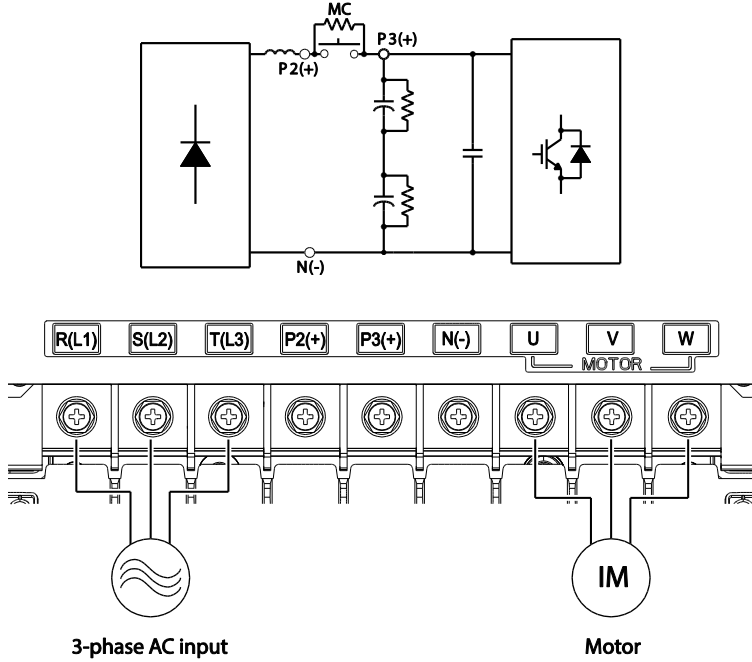 MC
P2(+)
P3(+)
N(-)
R(L1) S(L2) T(L3) P2(+) P3(+) N(-) U V W
MOTOR
IM
3-phase AC input Motor